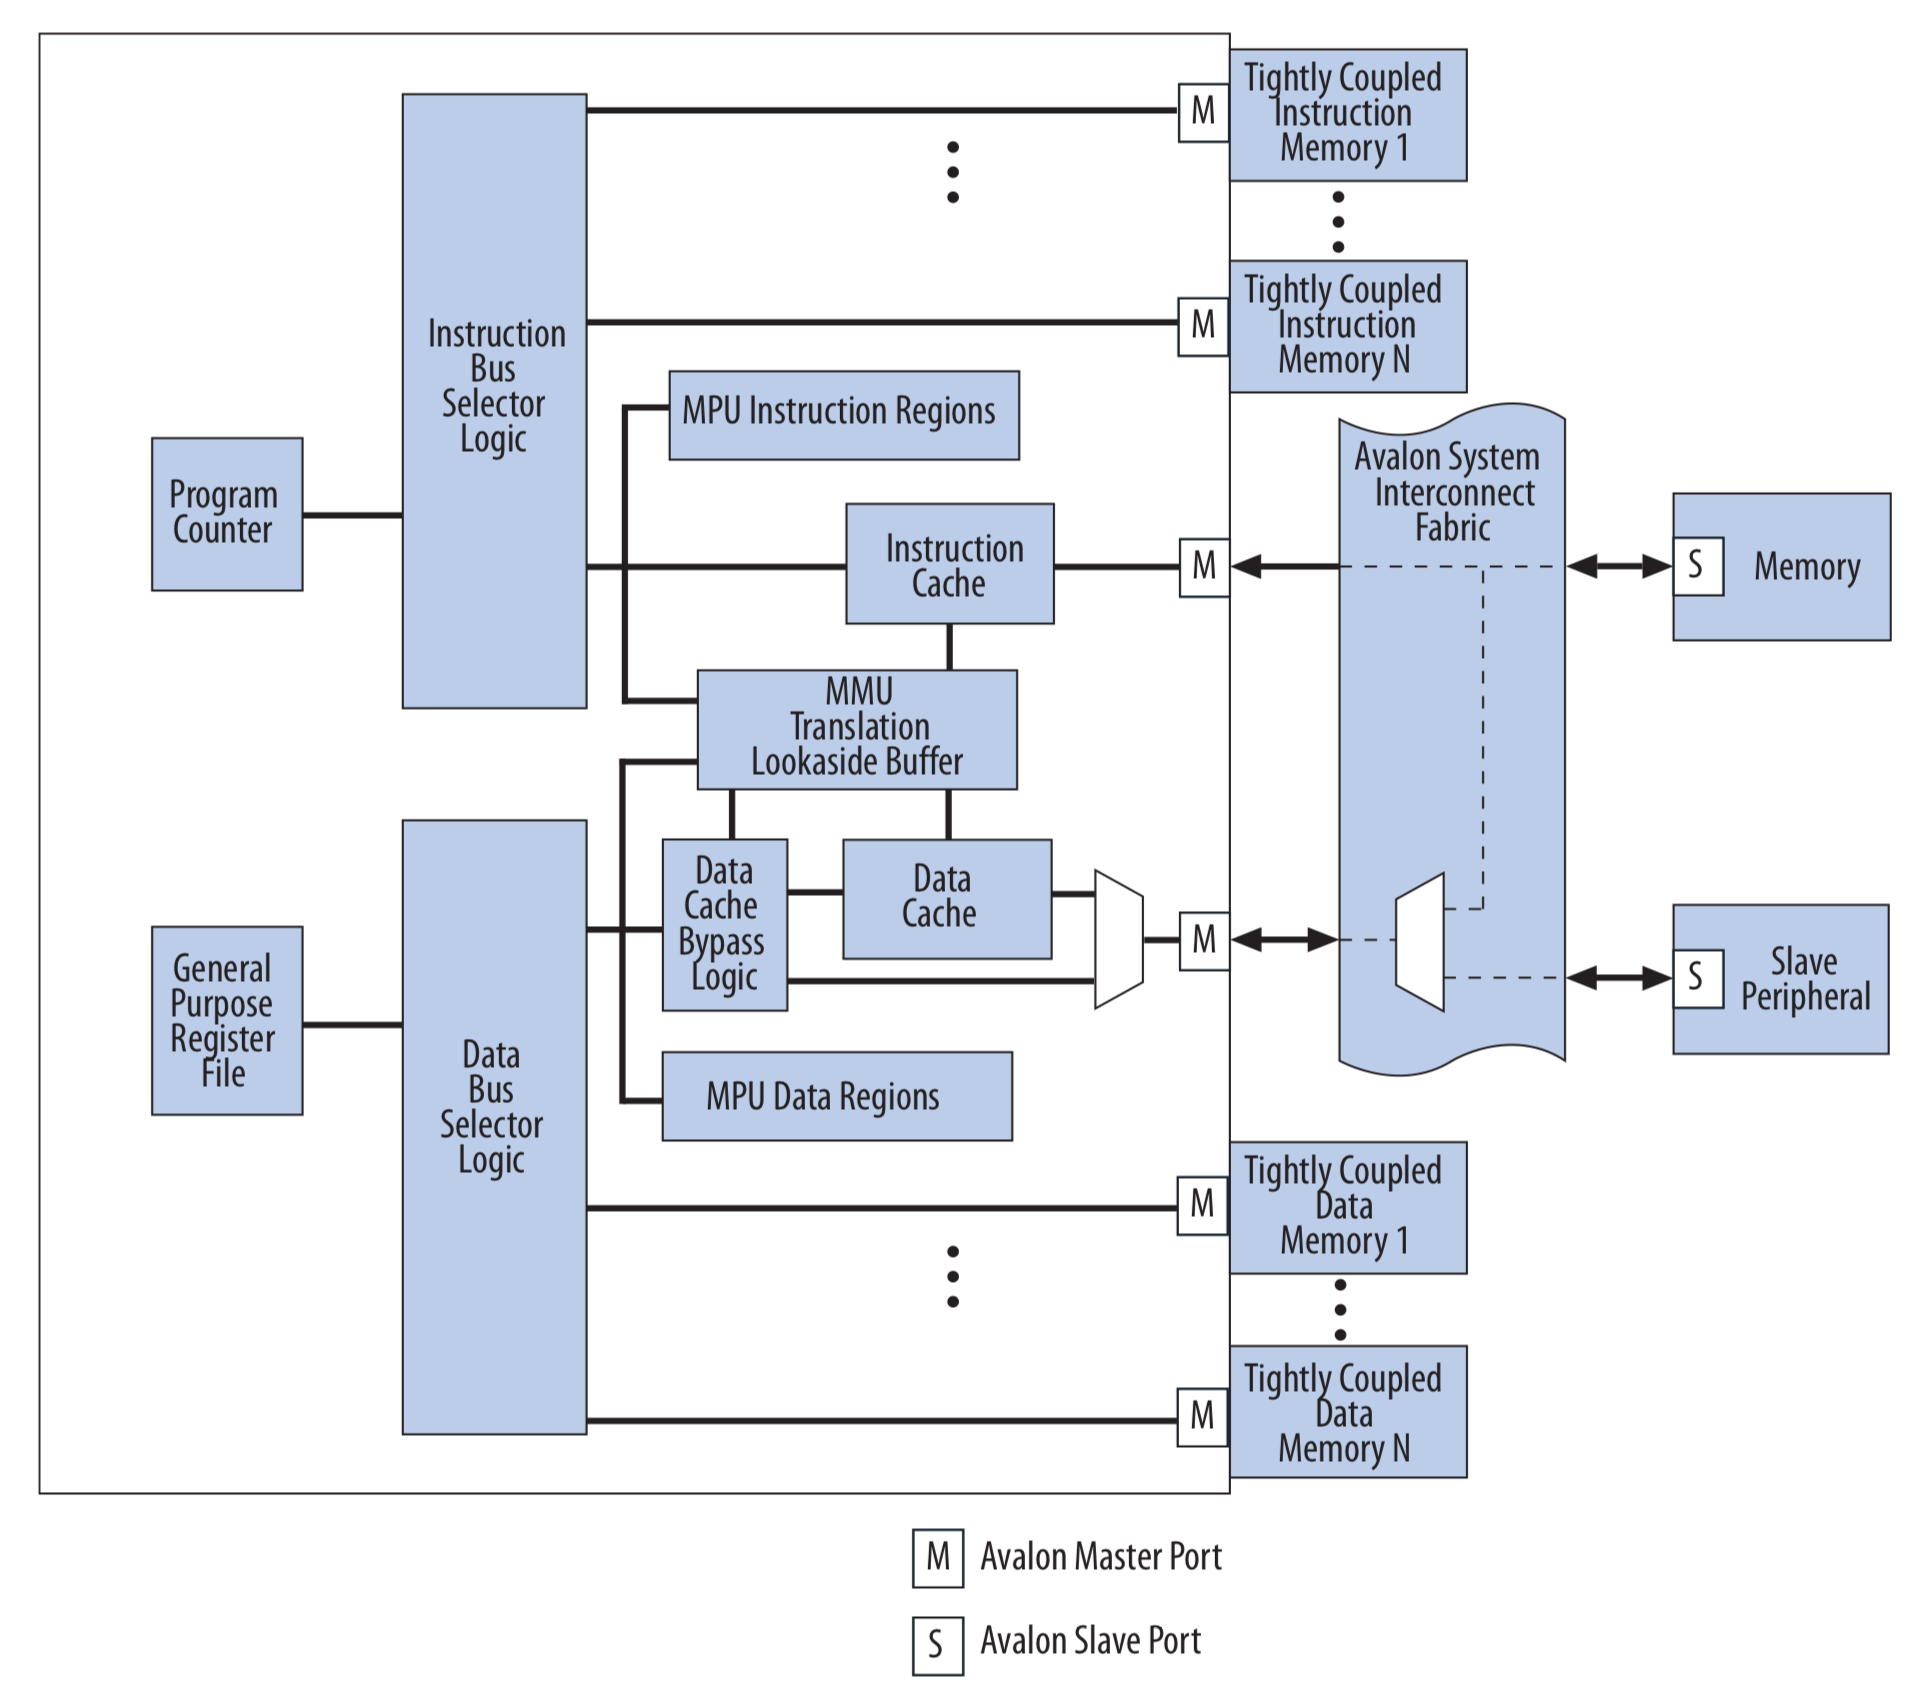 Tightly Coupled
Instruction
Memory 1
M
Tightly Coupled
Instruction
Memory N
M
Instruction
Bus
Selector
Logic
MPU Instruction Regions
Program
Counter
Avalon System
Interconnect
Fabric
Instruction
Cache
M
S
Memory
MMU
Translation
Lookaside Buffer
Data
Cache
Bypass
Logic
Data
Cache
M
S
Slave
Peripheral
General
Purpose
Register
File
Data
Bus
Selector
Logic
MPU Data Regions
M
Tightly Coupled
Data
Memory 1
M
Tightly Coupled
Data
Memory N
M Avalon Master Port
S Avalon Slave Port